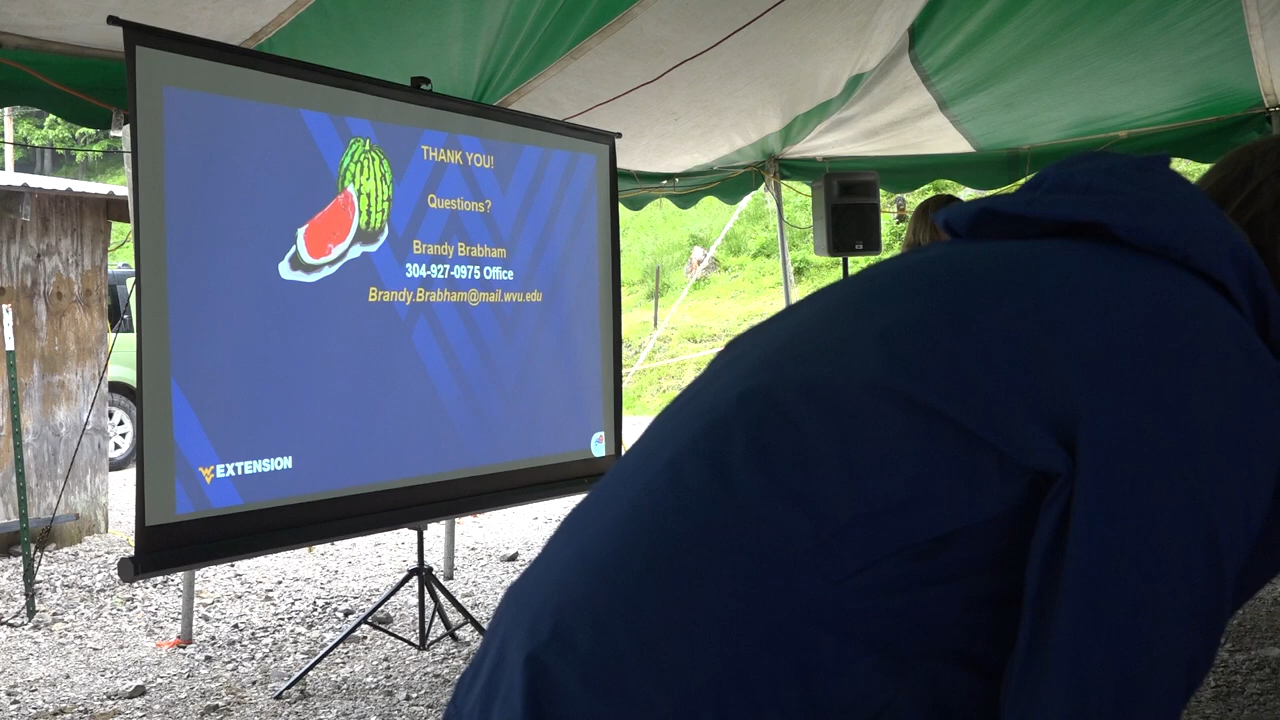 THANK YOU!
Questions?
Brandy Brabham
304-927-0975 Office
Brandy.Brabham@mail.wvu.edu
EXTENSION